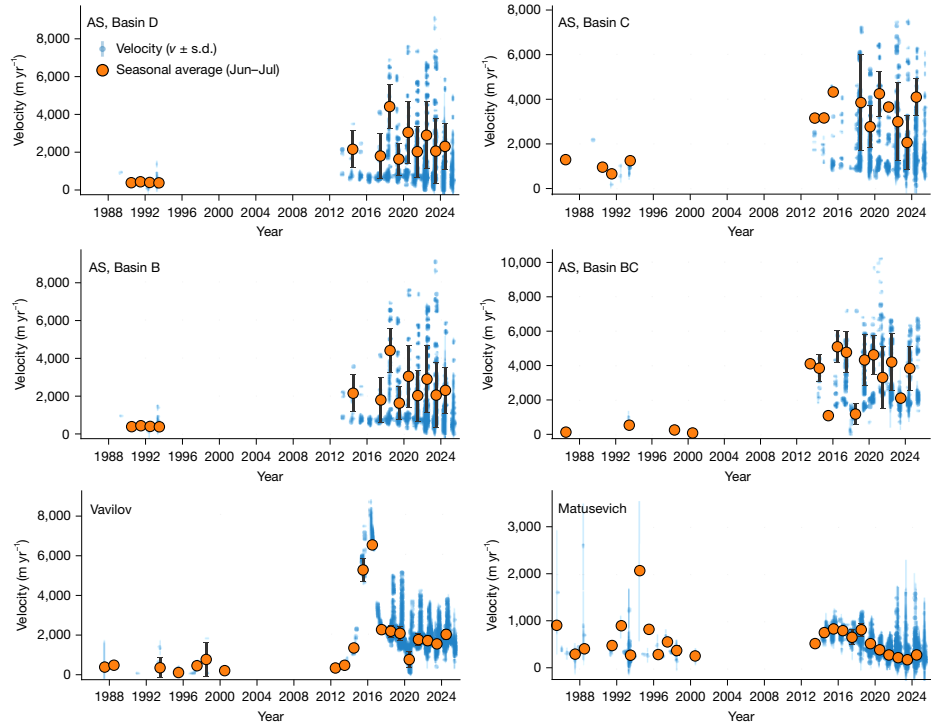 AS, Basin D
Velocity (v ± s.d.)
Seasonal average (Jun–Jul)
Velocity (m yr⁻¹)
8,000
6,000
4,000
2,000
0
1988 1992 1996 2000 2004 2008 2012 2016 2020 2024
Year
AS, Basin C
Velocity (m yr⁻¹)
8,000
6,000
4,000
2,000
0
1988 1992 1996 2000 2004 2008 2012 2016 2020 2024
Year
AS, Basin B
Velocity (m yr⁻¹)
8,000
6,000
4,000
2,000
0
1988 1992 1996 2000 2004 2008 2012 2016 2020 2024
Year
AS, Basin BC
Velocity (m yr⁻¹)
10,000
8,000
6,000
4,000
2,000
0
1988 1992 1996 2000 2004 2008 2012 2016 2020 2024
Year
Vavilov
Velocity (m yr⁻¹)
8,000
6,000
4,000
2,000
0
1988 1992 1996 2000 2004 2008 2012 2016 2020 2024
Year
Matusevich
Velocity (m yr⁻¹)
3,000
2,000
1,000
0
1988 1992 1996 2000 2004 2008 2012 2016 2020 2024
Year